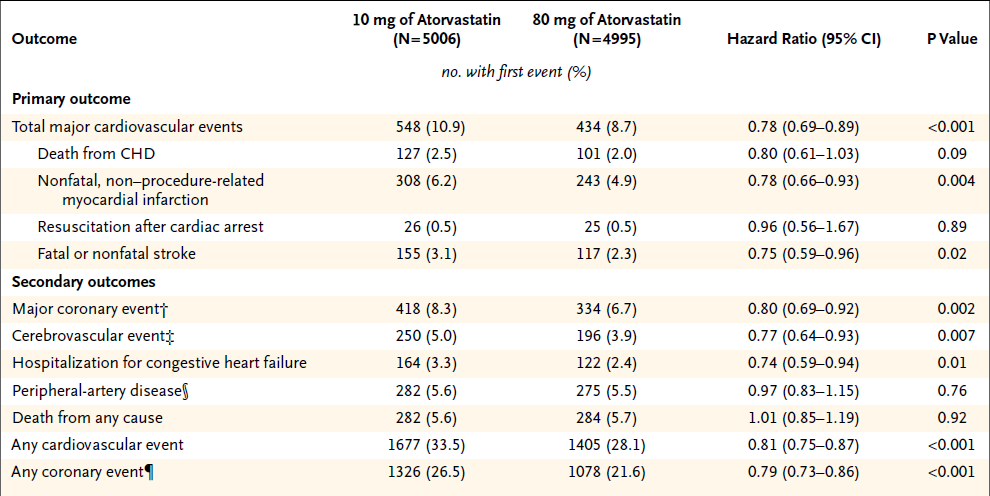 Outcome 10 mg of Atorvastatin (N=5006) 80 mg of Atorvastatin (N=4995) Hazard Ratio (95% CI) P Value
no. with first event (%)
Primary outcome
Total major cardiovascular events 548 (10.9) 434 (8.7) 0.78 (0.69–0.89) <0.001
Death from CHD 127 (2.5) 101 (2.0) 0.80 (0.61–1.03) 0.09
Nonfatal, non–procedure-related 308 (6.2) 243 (4.9) 0.78 (0.66–0.93) 0.004
myocardial infarction
Resuscitation after cardiac arrest 26 (0.5) 25 (0.5) 0.96 (0.56–1.67) 0.89
Fatal or nonfatal stroke 155 (3.1) 117 (2.3) 0.75 (0.59–0.96) 0.02
Secondary outcomes
Major coronary event† 418 (8.3) 334 (6.7) 0.80 (0.69–0.92) 0.002
Cerebrovascular event‡ 250 (5.0) 196 (3.9) 0.77 (0.64–0.93) 0.007
Hospitalization for congestive heart failure 164 (3.3) 122 (2.4) 0.74 (0.59–0.94) 0.01
Peripheral-artery disease§ 282 (5.6) 275 (5.5) 0.97 (0.83–1.15) 0.76
Death from any cause 282 (5.6) 284 (5.7) 1.01 (0.85–1.19) 0.92
Any cardiovascular event 1677 (33.5) 1405 (28.1) 0.81 (0.75–0.87) <0.001
Any coronary event¶ 1326 (26.5) 1078 (21.6) 0.79 (0.73–0.86) <0.001